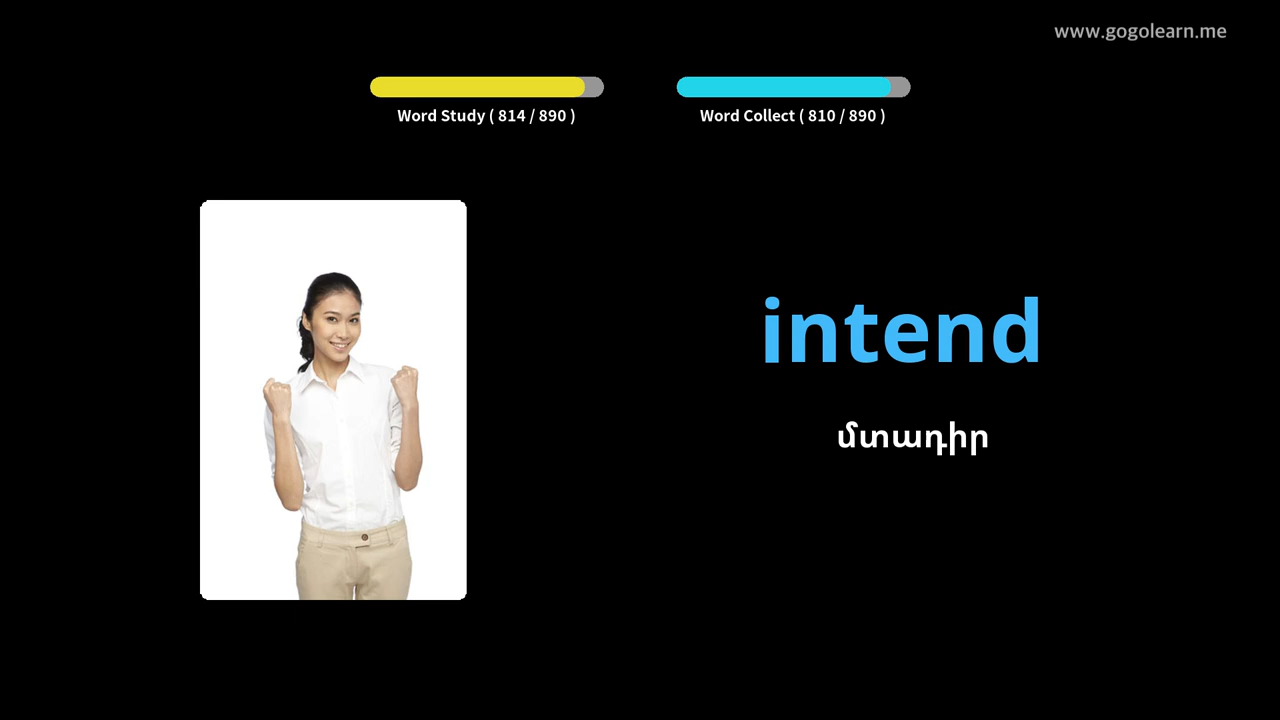 www.gogolearn.me
Word Study ( 814 / 890 )
Word Collect ( 810 / 890 )
intend
մտադիր